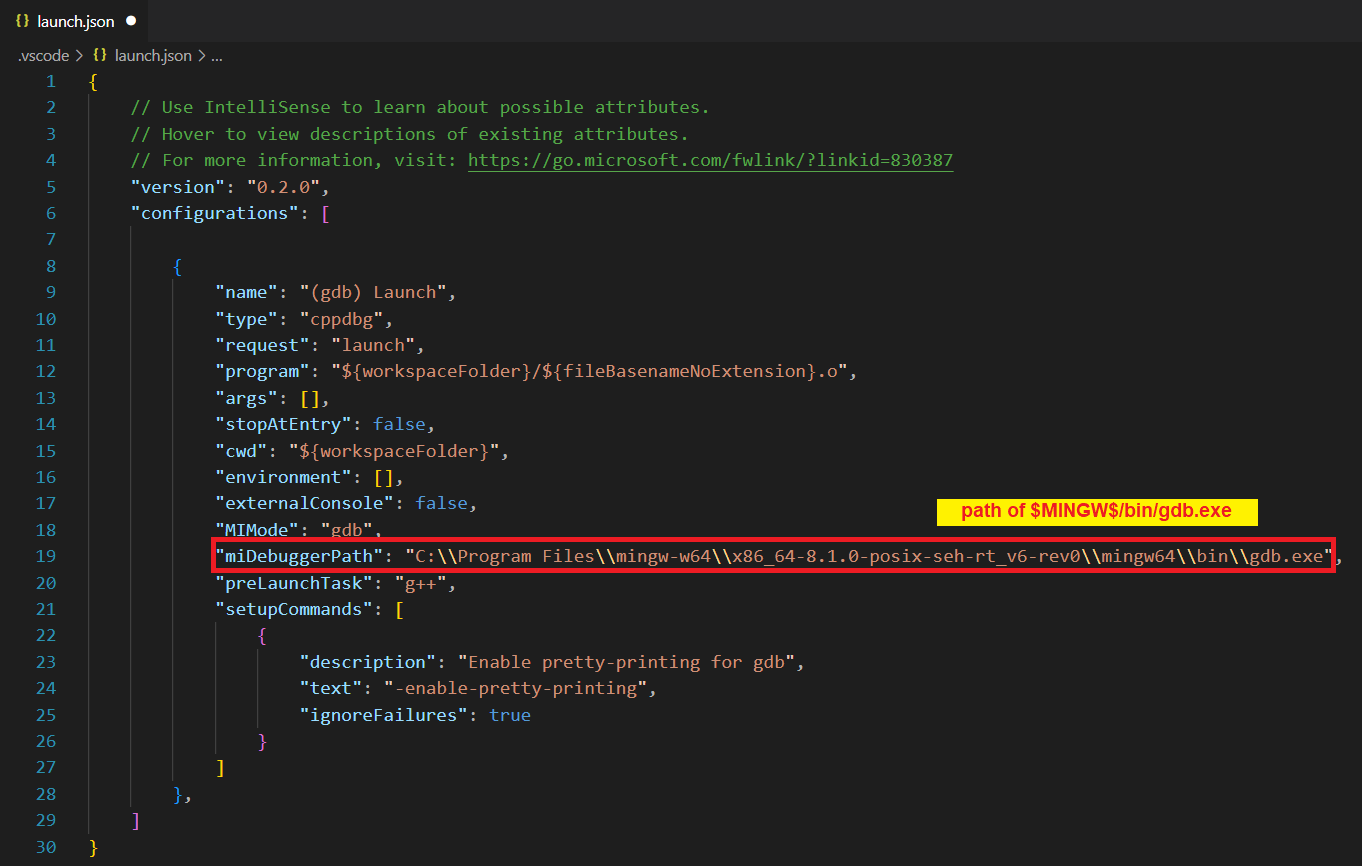 {} launch.json ●
.vscode > {} launch.json > ...
1 {
2 // Use IntelliSense to learn about possible attributes.
3 // Hover to view descriptions of existing attributes.
4 // For more information, visit: https://go.microsoft.com/fwlink/?linkid=830387
5 "version": "0.2.0",
6 "configurations": [
7
8 {
9 "name": "(gdb) Launch",
10 "type": "cppdbg",
11 "request": "launch",
12 "program": "${workspaceFolder}/${fileBasenameNoExtension}.o",
13 "args": [],
14 "stopAtEntry": false,
15 "cwd": "${workspaceFolder}",
16 "environment": [],
17 "externalConsole": false,
path of $MINGW$/bin/gdb.exe
18 "MIMode": "gdb",
19 "miDebuggerPath": "C:\\Program Files\\mingw-w64\\x86_64-8.1.0-posix-seh-rt_v6-rev0\\mingw64\\bin\\gdb.exe",
20 "preLaunchTask": "g++",
21 "setupCommands": [
22 {
23 "description": "Enable pretty-printing for gdb",
24 "text": "-enable-pretty-printing",
25 "ignoreFailures": true
26 }
27 ]
28 },
29 ]
30 }